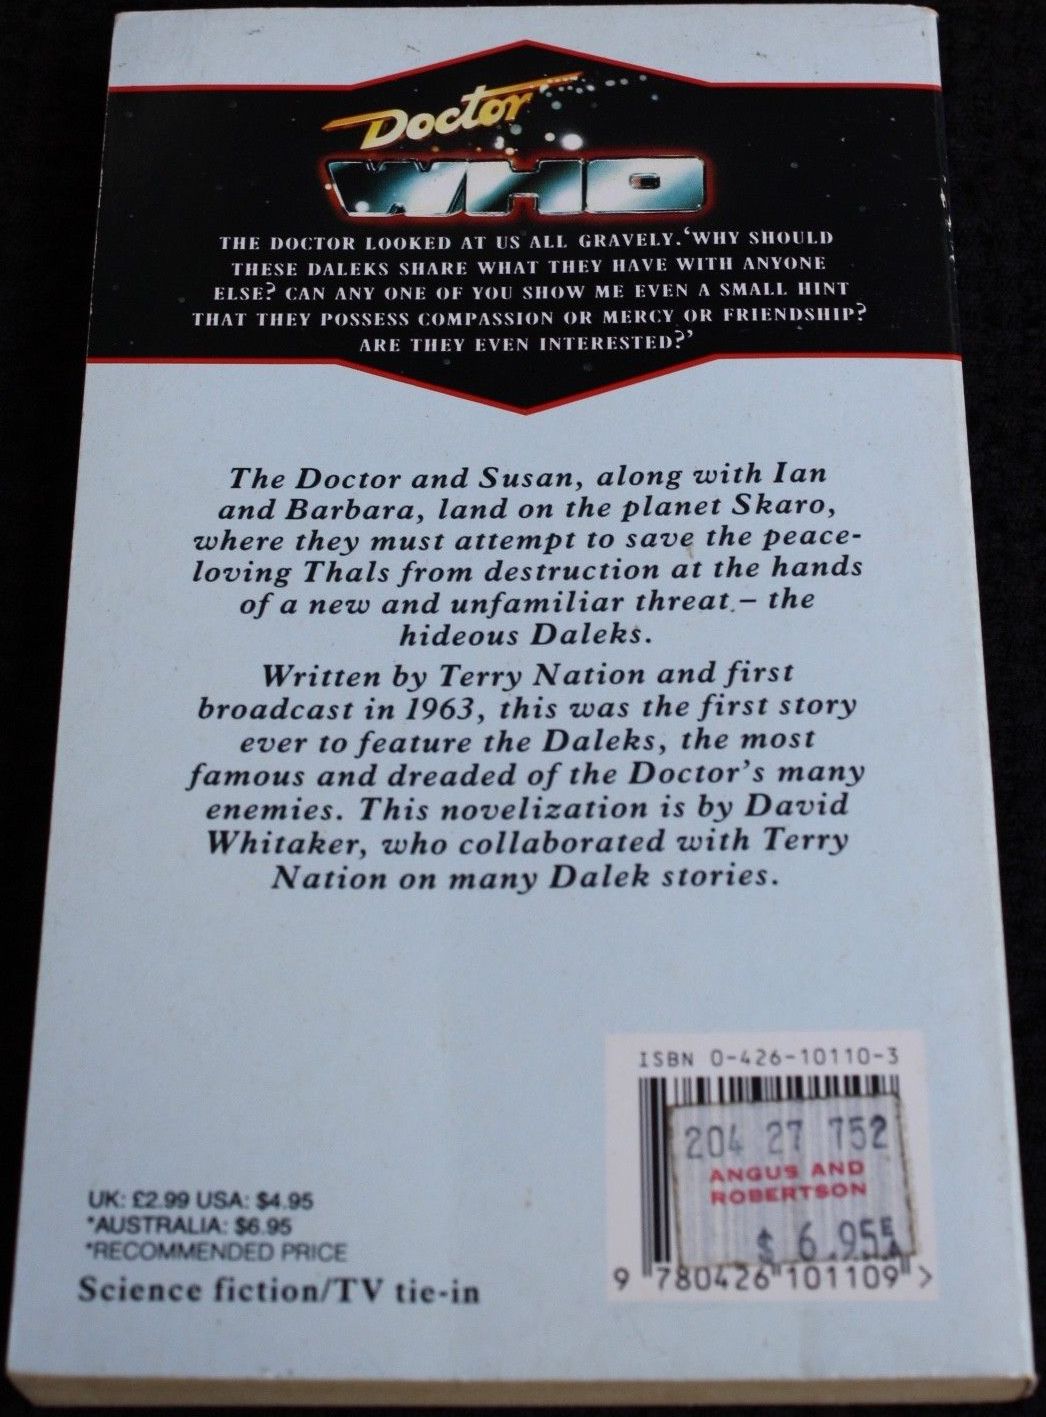 Doctor
WHO
THE DOCTOR LOOKED AT US ALL GRAVELY. ‘WHY SHOULD
THESE DALEKS SHARE WHAT THEY HAVE WITH ANYONE
ELSE? CAN ANY ONE OF YOU SHOW ME EVEN A SMALL HINT
THAT THEY POSSESS COMPASSION OR MERCY OR FRIENDSHIP?
ARE THEY EVEN INTERESTED?’
The Doctor and Susan, along with Ian
and Barbara, land on the planet Skaro,
where they must attempt to save the peace-
loving Thals from destruction at the hands
of a new and unfamiliar threat – the
hideous Daleks.
Written by Terry Nation and first
broadcast in 1963, this was the first story
ever to feature the Daleks, the most
famous and dreaded of the Doctor's many
enemies. This novelization is by David
Whitaker, who collaborated with Terry
Nation on many Dalek stories.
ISBN 0-426-10110-3
204 27 752
ANGUS AND
ROBERTSON
$ 6.95
9 780426 101109 >
UK: £2.99 USA: $4.95
*AUSTRALIA: $6.95
*RECOMMENDED PRICE
Science fiction/TV tie-in